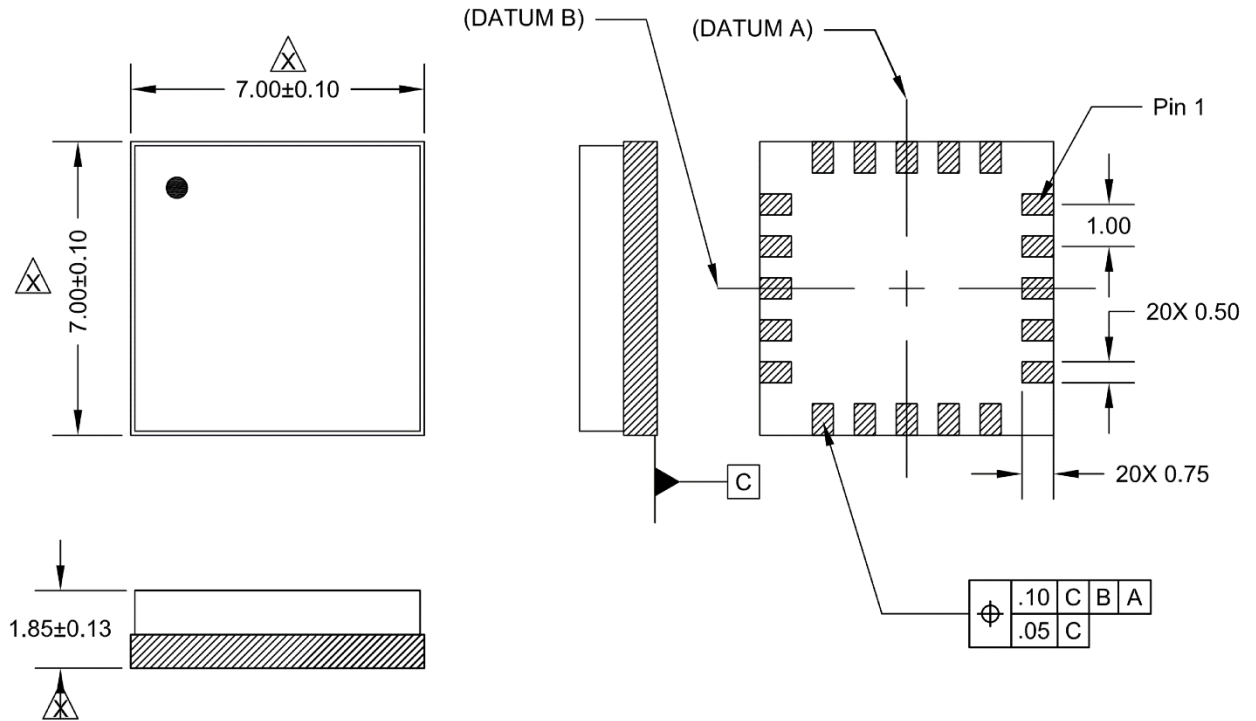 (DATUM B)
(DATUM A)
X
7.00±0.10
Pin 1
X
7.00±0.10
1.00
20X 0.50
C
20X 0.75
1.85±0.13
X
.10 C B A
.05 C